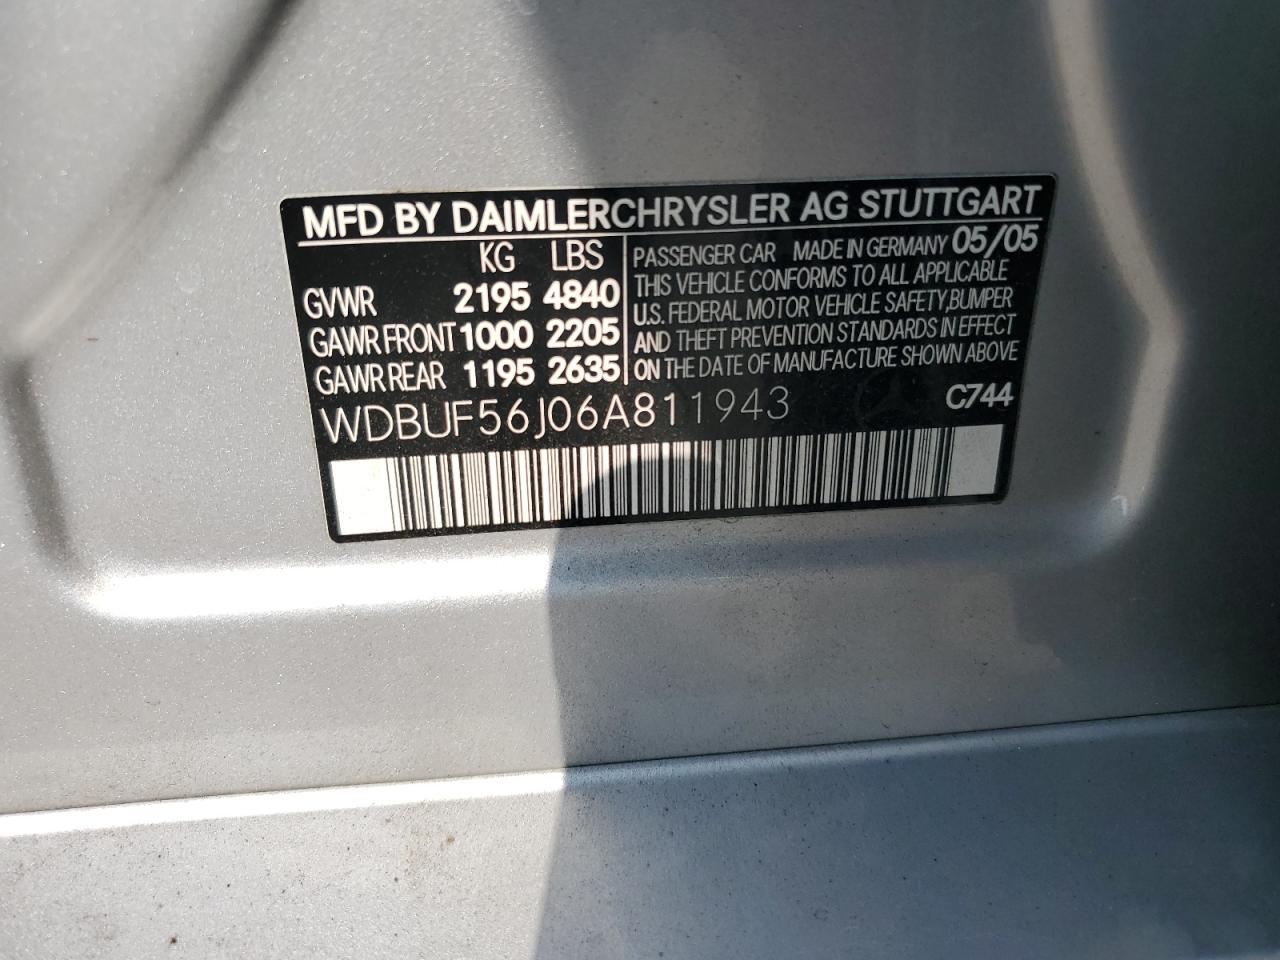 MFD BY DAIMLERCHRYSLER AG STUTTGART
KG LBS
GVWR 2195 4840
GAWR FRONT 1000 2205
GAWR REAR 1195 2635
PASSENGER CAR MADE IN GERMANY 05/05
THIS VEHICLE CONFORMS TO ALL APPLICABLE
U.S. FEDERAL MOTOR VEHICLE SAFETY,BUMPER
AND THEFT PREVENTION STANDARDS IN EFFECT
ON THE DATE OF MANUFACTURE SHOWN ABOVE
WDBUF56J06A811943 C744